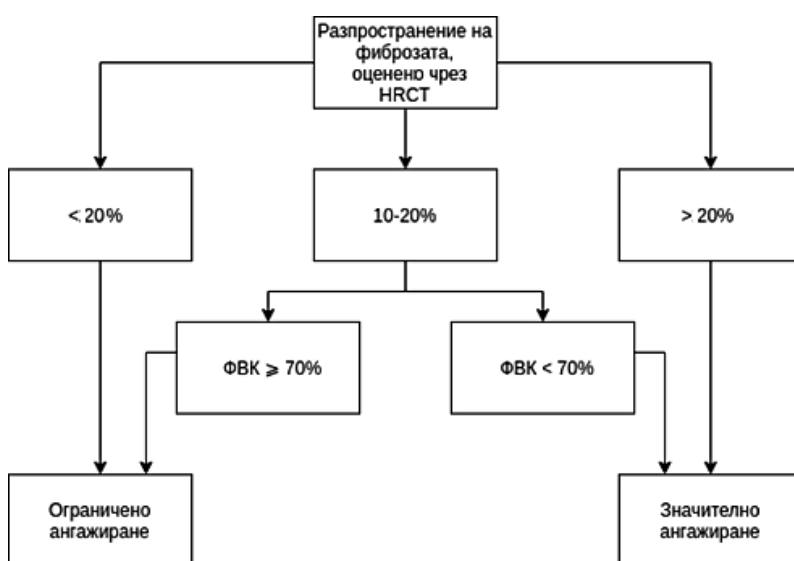 Разпространение на
фиброзата,
оценено чрез
HRCT
< 20%
10-20%
> 20%
ФВК ⩾ 70%
ФВК < 70%
Ограничено
ангажиране
Значително
ангажиране